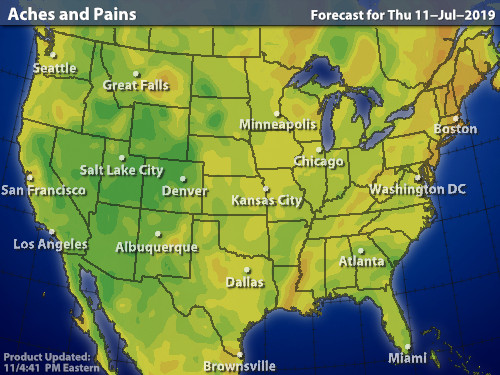 Aches and Pains
Forecast for Thu 11-Jul-2019
Seattle
Great Falls
Minneapolis
Boston
Chicago
Salt Lake City
Denver
San Francisco
Washington DC
Kansas City
Los Angeles
Albuquerque
Atlanta
Dallas
Miami
Brownsville
Product Updated:
11/4:41 PM Eastern